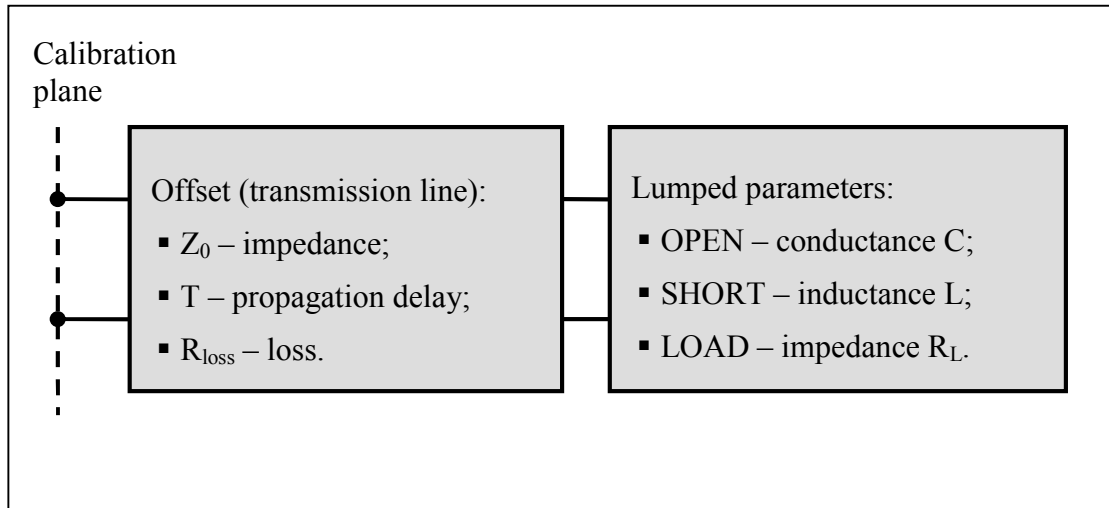 Calibration
plane
Offset (transmission line):
▪ Z₀ – impedance;
▪ T – propagation delay;
▪ Rₗₒₛₛ – loss.
Lumped parameters:
▪ OPEN – conductance C;
▪ SHORT – inductance L;
▪ LOAD – impedance R_L.